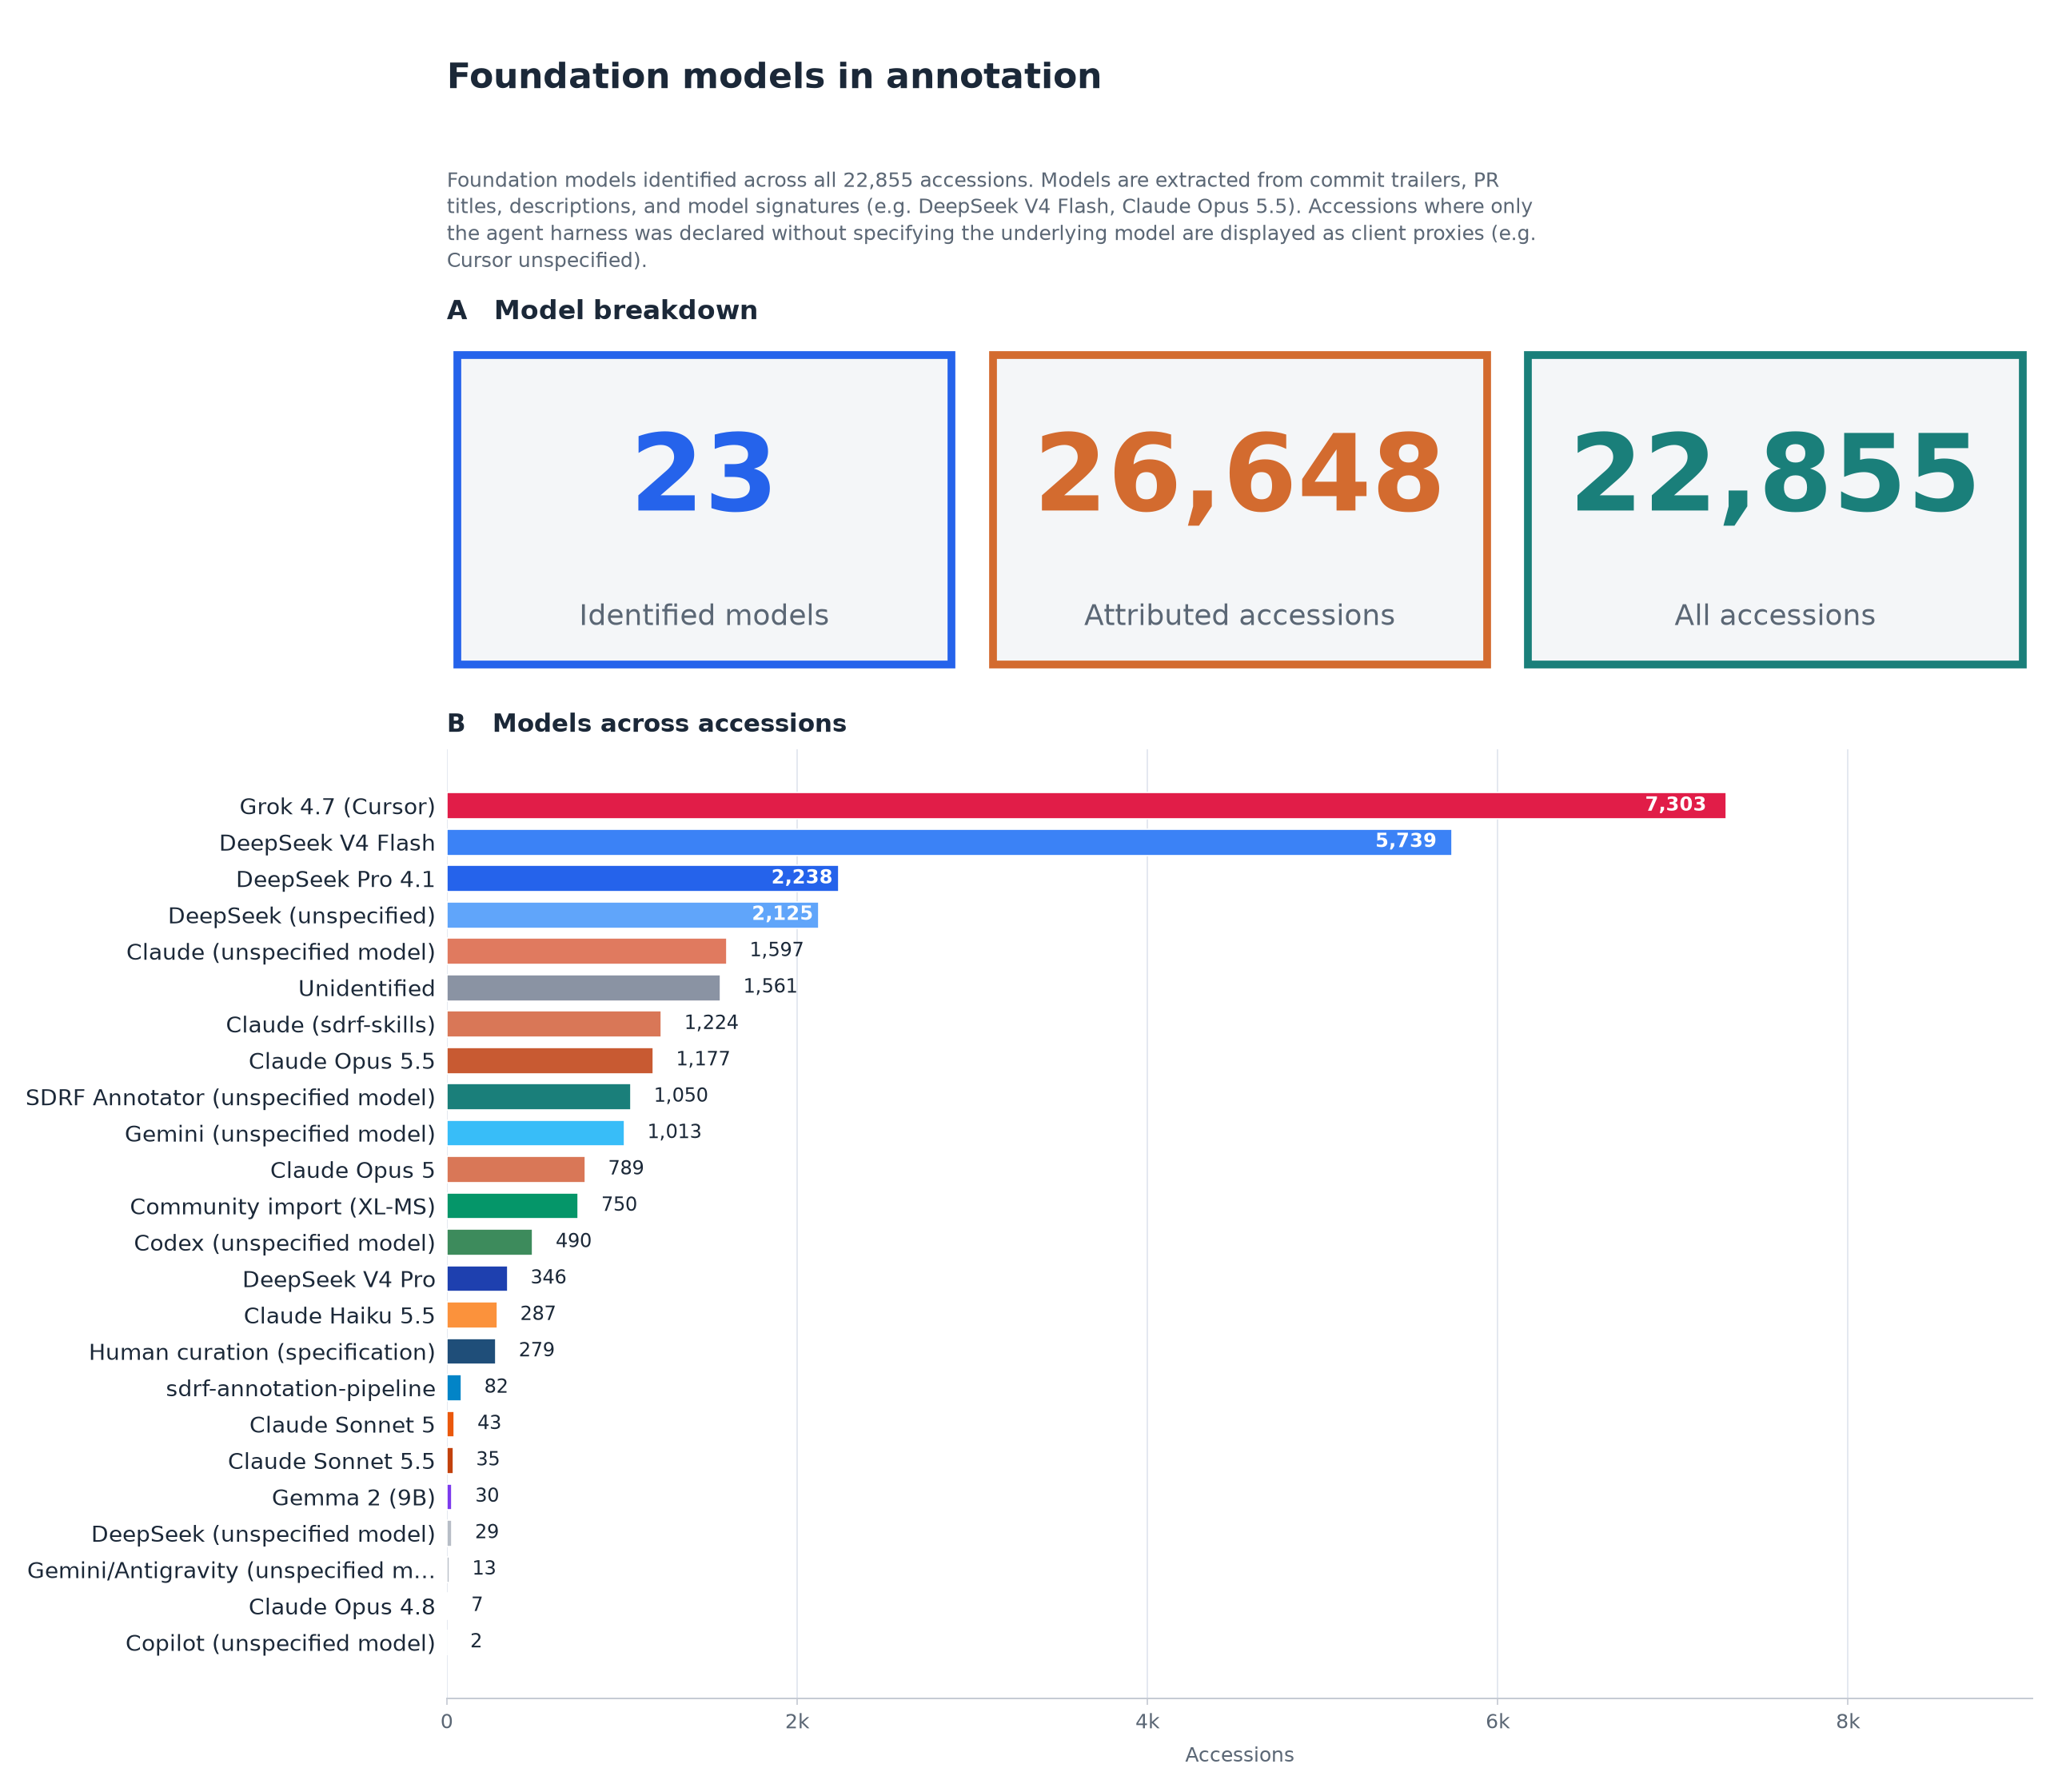 Foundation models in annotation
Foundation models identified across all 22,855 accessions. Models are extracted from commit trailers, PR
titles, descriptions, and model signatures (e.g. DeepSeek V4 Flash, Claude Opus 5.5). Accessions where only
the agent harness was declared without specifying the underlying model are displayed as client proxies (e.g.
Cursor unspecified).
A Model breakdown
23
Identified models
26,648
Attributed accessions
22,855
All accessions
B Models across accessions
Grok 4.7 (Cursor) 7,303
DeepSeek V4 Flash 5,739
DeepSeek Pro 4.1 2,238
DeepSeek (unspecified) 2,125
Claude (unspecified model) 1,597
Unidentified 1,561
Claude (sdrf-skills) 1,224
Claude Opus 5.5 1,177
SDRF Annotator (unspecified model) 1,050
Gemini (unspecified model) 1,013
Claude Opus 5 789
Community import (XL-MS) 750
Codex (unspecified model) 490
DeepSeek V4 Pro 346
Claude Haiku 5.5 287
Human curation (specification) 279
sdrf-annotation-pipeline 82
Claude Sonnet 5 43
Claude Sonnet 5.5 35
Gemma 2 (9B) 30
DeepSeek (unspecified model) 29
Gemini/Antigravity (unspecified m… 13
Claude Opus 4.8 7
Copilot (unspecified model) 2
0 2k 4k 6k 8k
Accessions